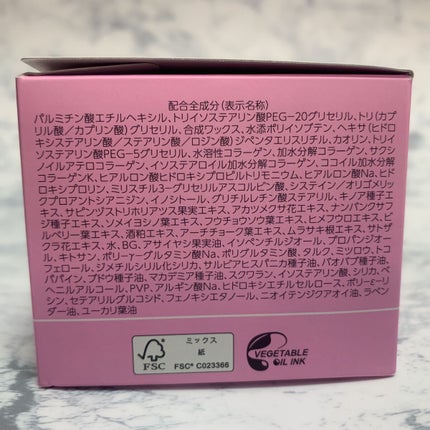 配合全成分（表示名称）
パルミチン酸エチルヘキシル、トリイソステアリン酸PEG-20グリセリル、トリ（カプ
リル酸／カプリン酸）グリセリル、合成ワックス、水添ポリイソブテン、ヘキサ（ヒドロ
キシステアリン酸／ステアリン酸／ロジン酸）ジペンタエリスリチル、カオリン、トリイ
ソステアリン酸PEG-5グリセリル、水溶性コラーゲン、加水分解コラーゲン、サクシ
ノイルアテロコラーゲン、イソステアロイル加水分解コラーゲン、ココイル加水分解
コラーゲンK、ヒアルロン酸ヒドロキシプロピルトリモニウム、ヒアルロン酸Na、ヒド
ロキシプロリン、ミリスチル3-グリセリルアスコルビン酸、システイン／オリゴメリッ
クプロアントシアニジン、イノシトール、グリチルレチン酸ステアリル、キノア種子エ
キス、サピンヅストリホリアツス果実エキス、アカツメクサ花エキス、ナンバンクサフ
ジ種子エキス、ソメイヨシノ葉エキス、フウチョウソウ葉エキス、ヒメフウロエキス、ビ
ルベリー葉エキス、酒粕エキス、アーチチョーク葉エキス、ムラサキ根エキス、サトザ
クラ花エキス、水、BG、アサイヤシ果実油、イソペンチルジオール、プロパンジオー
ル、キトサン、ポリ-γ-グルタミン酸Na、ポリグルタミン酸、タルク、ミツロウ、トコ
フェロール、ジメチルシリル化シリカ、サルビアヒスパニカ種子油、バオバブ種子油、
パパイン、ブドウ種子油、マカデミア種子油、スクワラン、イソステアリン酸、シリカ、ベ
ヘニルアルコール、PVP、アルギン酸Na、ヒドロキシエチルセルロース、ポリ-ε-リ
シン、セテアリルグルコシド、フェノキシエタノール、ニオイテンジクアオイ油、ラベン
ダー油、ユーカリ葉油
FSC
ミックス
紙
FSC® C023366
VEGETABLE
OIL INK